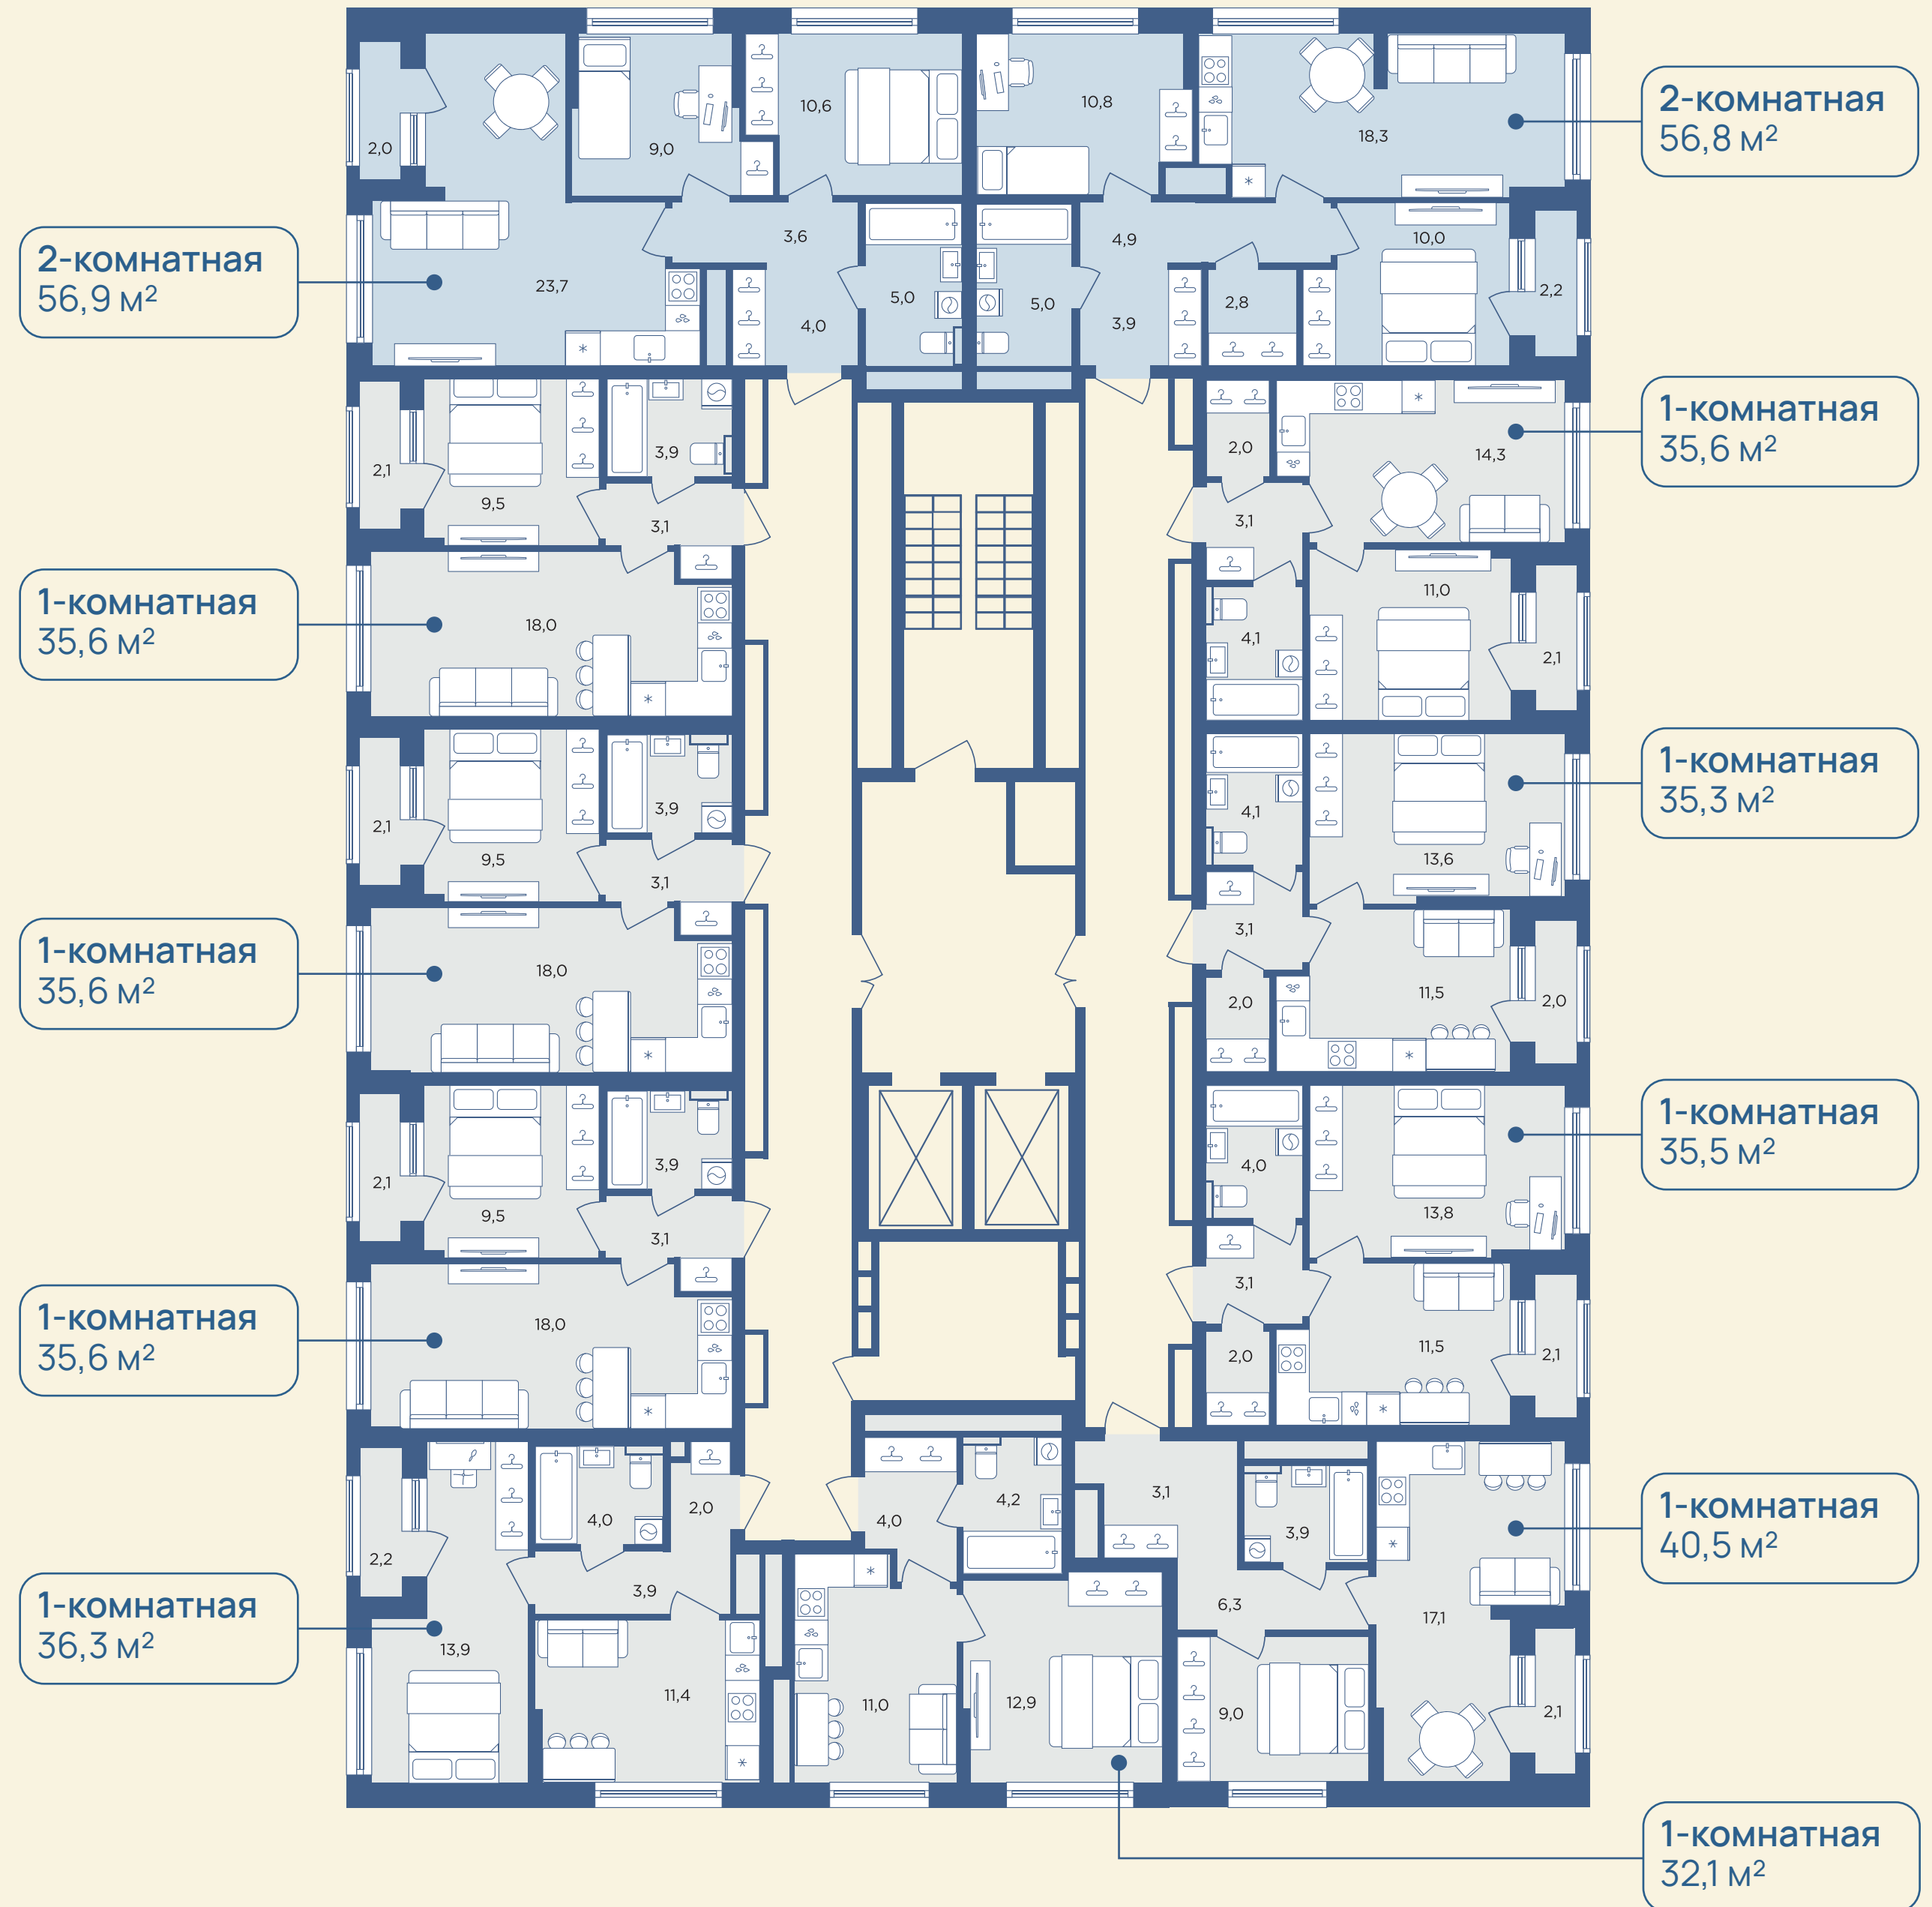 2-комнатная
56,9 м²
1-комнатная
35,6 м²
1-комнатная
35,6 м²
1-комнатная
35,6 м²
1-комнатная
36,3 м²
2,0
9,0
10,6
3,6
23,7
4,0
5,0
10,8
18,3
4,9
10,0
5,0
3,9
2,8
2,2
2,1
9,5
3,9
3,1
18,0
2,1
9,5
3,9
3,1
18,0
2,1
9,5
3,9
3,1
18,0
2,0
14,3
3,1
11,0
4,1
2,1
4,1
13,6
3,1
2,0
11,5
2,0
4,0
13,8
3,1
2,0
11,5
2,1
2,2
4,0
2,0
3,9
13,9
11,4
4,0
4,2
11,0
12,9
3,1
3,9
6,3
17,1
9,0
2,1
2-комнатная
56,8 м²
1-комнатная
35,6 м²
1-комнатная
35,3 м²
1-комнатная
35,5 м²
1-комнатная
40,5 м²
1-комнатная
32,1 м²